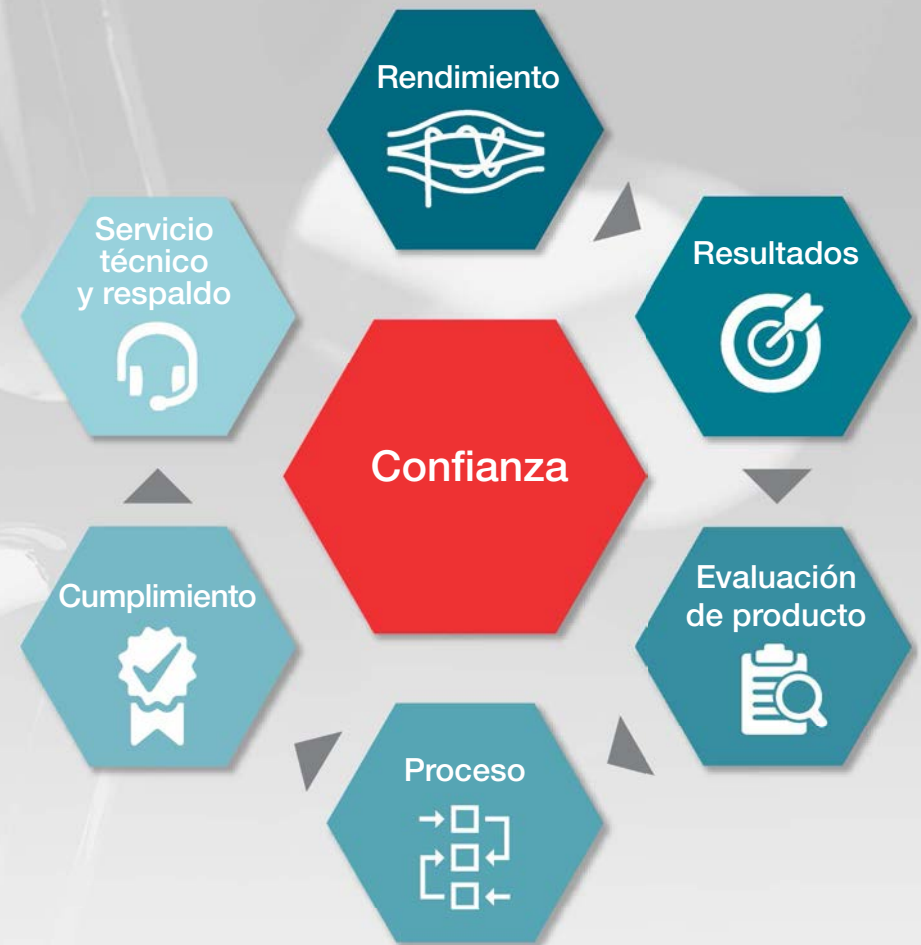 Rendimiento
Resultados
Evaluación
de producto
Proceso
Cumplimiento
Servicio
técnico
y respaldo
Confianza